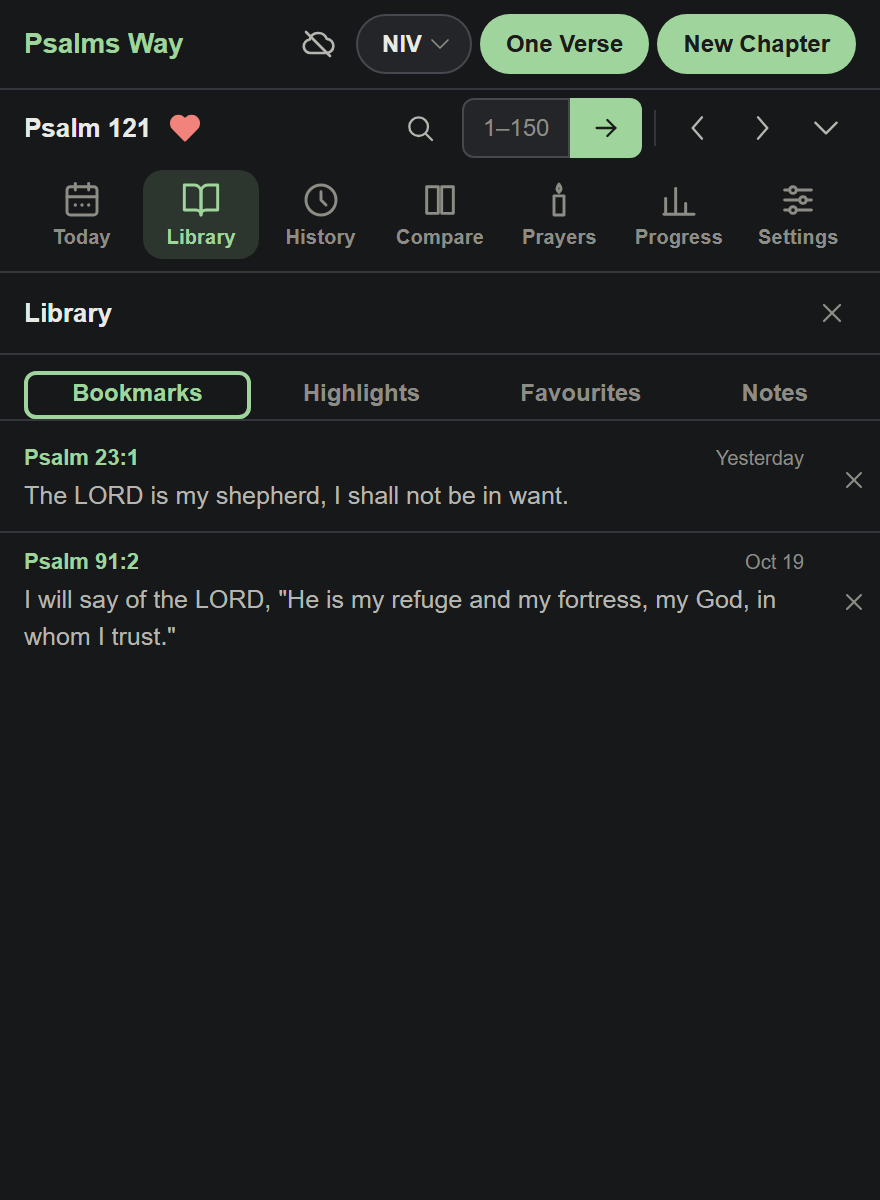 Psalms Way
NIV
One Verse
New Chapter
Psalm 121
1–150
Today
Library
History
Compare
Prayers
Progress
Settings
Library
Bookmarks
Highlights
Favourites
Notes
Psalm 23:1
Yesterday
The LORD is my shepherd, I shall not be in want.
Psalm 91:2
Oct 19
I will say of the LORD, "He is my refuge and my fortress, my God, in
whom I trust."